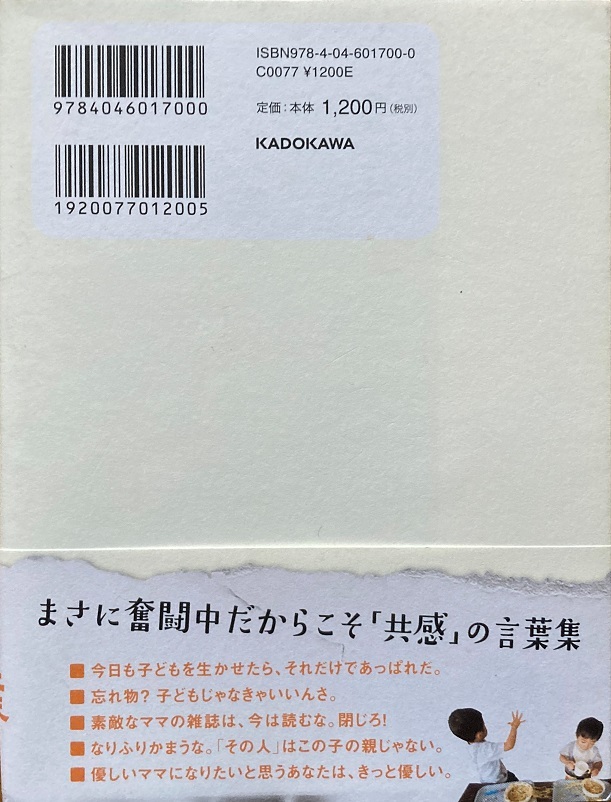 ISBN978-4-04-601700-0
C0077 ¥1200E
9784046017000
定価：本体 1,200円（税別）
KADOKAWA
1920077012005
まさに奮闘中だからこそ「共感」の言葉集
■ 今日も子どもを生かせたら、それだけであっぱれだ。
■ 忘れ物？ 子どもじゃなきゃいいんさ。
■ 素敵なママの雑誌は、今は読むな。閉じろ！
■ なりふりかまうな。「その人」はこの子の親じゃない。
■ 優しいママになりたいと思うあなたは、きっと優しい。